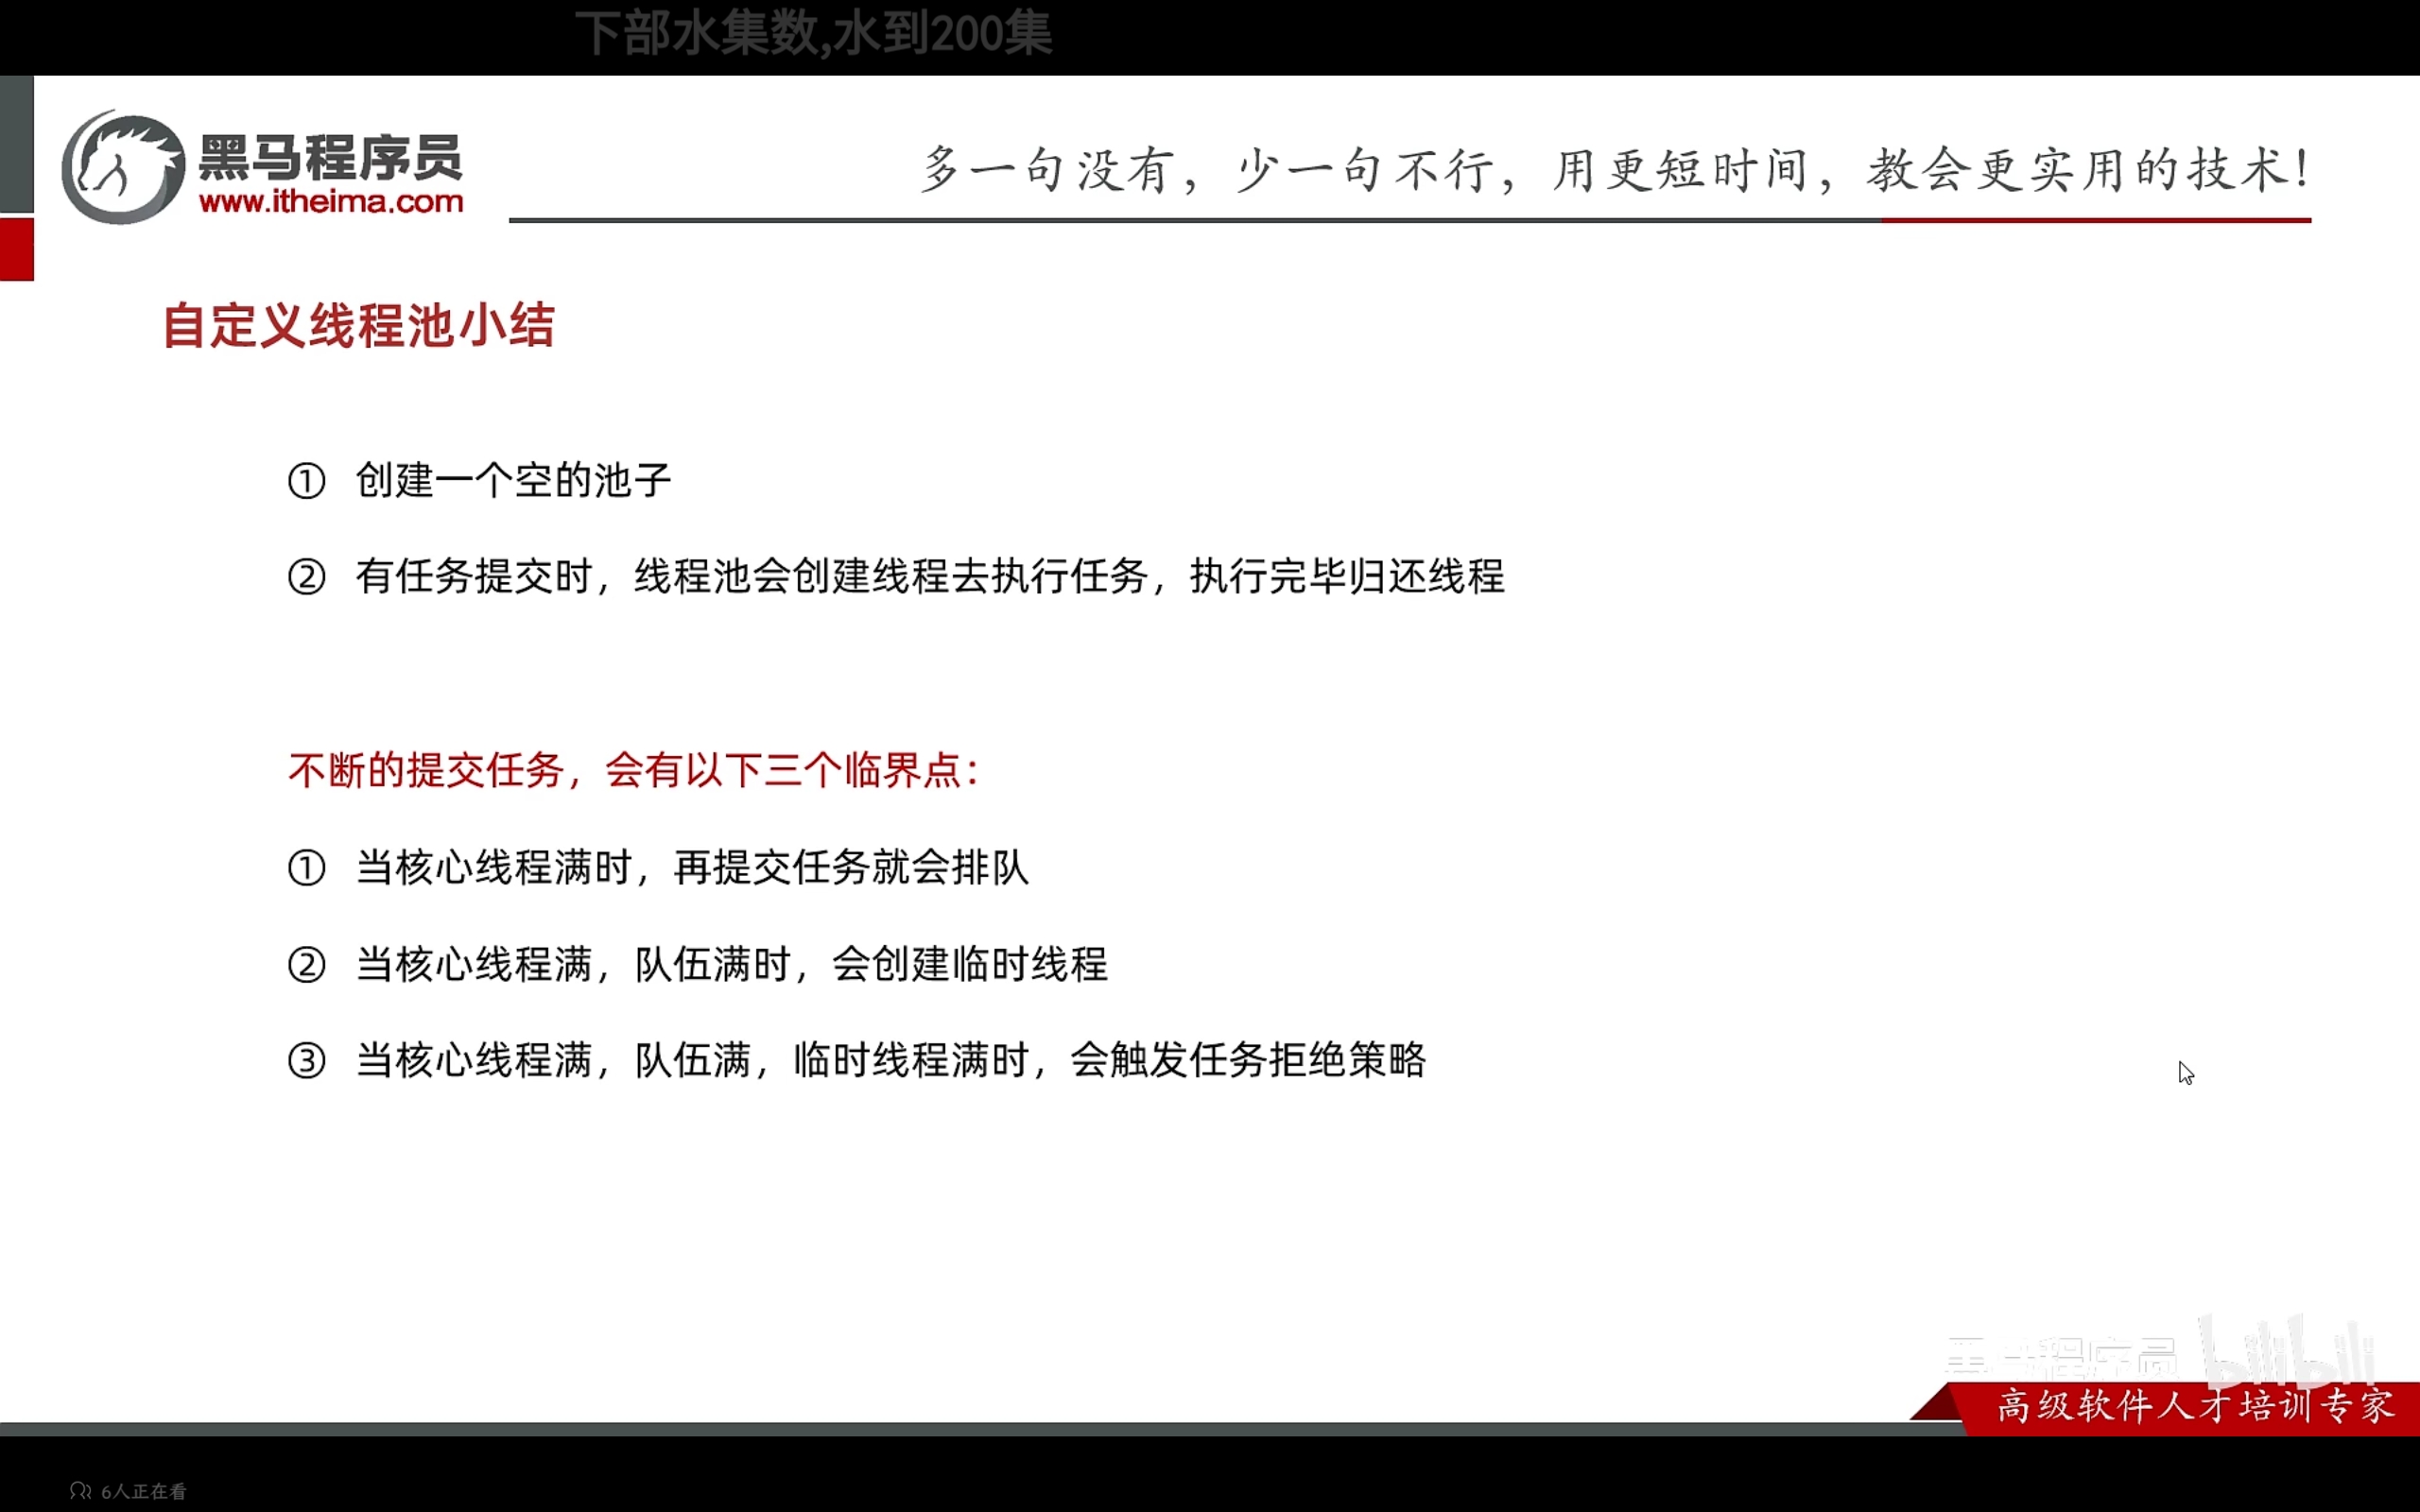 下部水集数,水到200集
黑马程序员
www.itheima.com
多一句没有，少一句不行，用更短时间，教会更实用的技术！
自定义线程池小结
① 创建一个空的池子
② 有任务提交时，线程池会创建线程去执行任务，执行完毕归还线程
不断的提交任务，会有以下三个临界点：
① 当核心线程满时，再提交任务就会排队
② 当核心线程满，队伍满时，会创建临时线程
③ 当核心线程满，队伍满，临时线程满时，会触发任务拒绝策略
黑马程序员 bilibili
高级软件人才培训专家
6人正在看